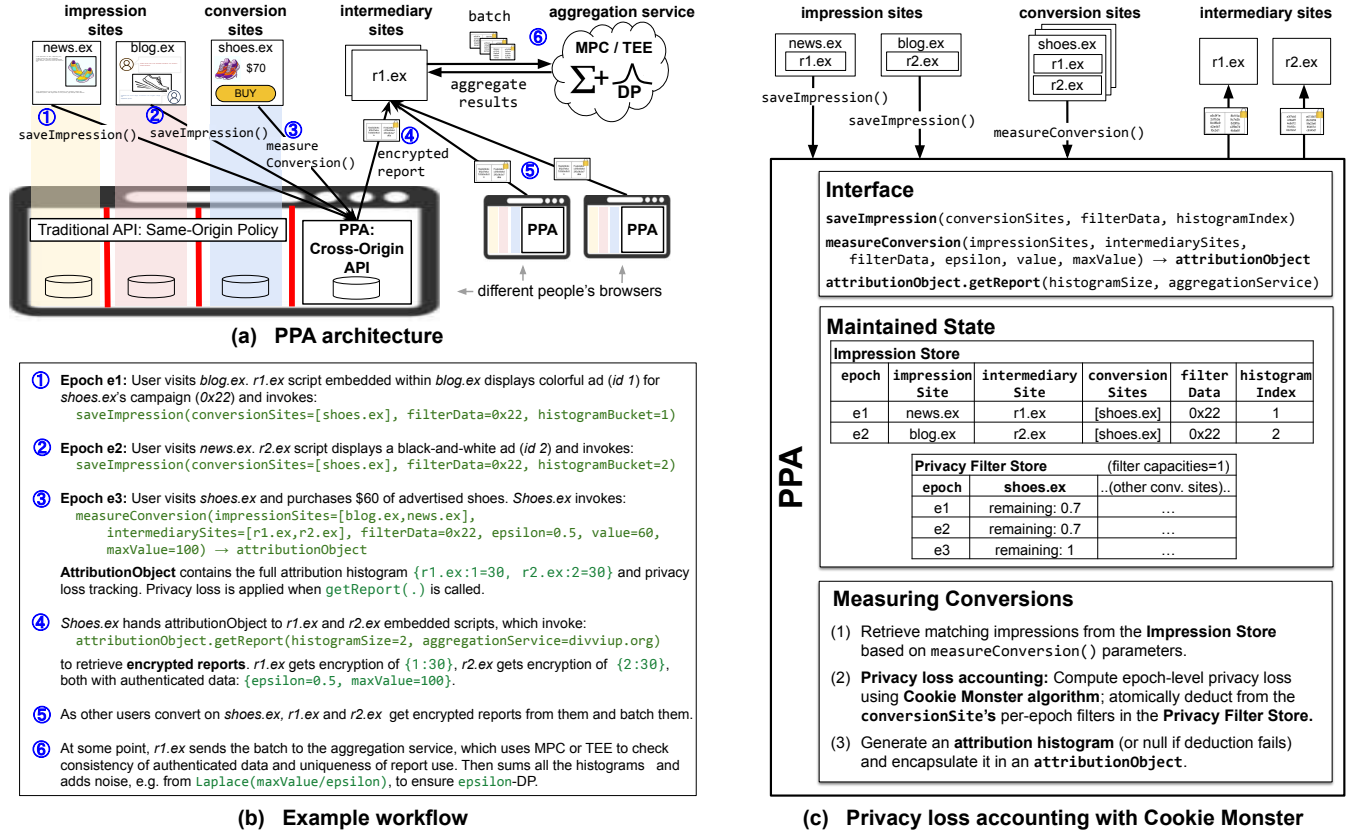 impression
sites
conversion
sites
intermediary
sites
aggregation service
news.ex
blog.ex
shoes.ex
$70
BUY
r1.ex
batch
⑥
MPC / TEE
Σ+
DP
aggregate
results
①
saveImpression()
②
saveImpression()
③
measure
Conversion()
④
encrypted
report
⑤
Traditional API: Same-Origin Policy
PPA:
Cross-Origin
API
PPA
PPA
different people's browsers
(a) PPA architecture
① Epoch e1: User visits blog.ex. r1.ex script embedded within blog.ex displays colorful ad (id 1) for
shoes.ex's campaign (0x22) and invokes:
saveImpression(conversionSites=[shoes.ex], filterData=0x22, histogramBucket=1)
② Epoch e2: User visits news.ex. r2.ex script displays a black-and-white ad (id 2) and invokes:
saveImpression(conversionSites=[shoes.ex], filterData=0x22, histogramBucket=2)
③ Epoch e3: User visits shoes.ex and purchases $60 of advertised shoes. Shoes.ex invokes:
measureConversion(impressionSites=[blog.ex,news.ex],
intermediarySites=[r1.ex,r2.ex], filterData=0x22, epsilon=0.5, value=60,
maxValue=100) → attributionObject
AttributionObject contains the full attribution histogram {r1.ex:1=30, r2.ex:2=30} and privacy
loss tracking. Privacy loss is applied when getReport(.) is called.
④ Shoes.ex hands attributionObject to r1.ex and r2.ex embedded scripts, which invoke:
attributionObject.getReport(histogramSize=2, aggregationService=divviup.org)
to retrieve encrypted reports. r1.ex gets encryption of {1:30}, r2.ex gets encryption of {2:30},
both with authenticated data: {epsilon=0.5, maxValue=100}.
⑤ As other users convert on shoes.ex, r1.ex and r2.ex get encrypted reports from them and batch them.
⑥ At some point, r1.ex sends the batch to the aggregation service, which uses MPC or TEE to check
consistency of authenticated data and uniqueness of report use. Then sums all the histograms and
adds noise, e.g. from Laplace(maxValue/epsilon), to ensure epsilon-DP.
(b) Example workflow
impression sites
conversion sites
intermediary sites
news.ex
r1.ex
blog.ex
r2.ex
shoes.ex
r1.ex
r2.ex
r1.ex
r2.ex
saveImpression()
saveImpression()
measureConversion()
PPA
Interface
saveImpression(conversionSites, filterData, histogramIndex)
measureConversion(impressionSites, intermediarySites,
filterData, epsilon, value, maxValue) → attributionObject
attributionObject.getReport(histogramSize, aggregationService)
Maintained State
Impression Store
epoch impression Site intermediary Site conversion Sites filter Data histogram Index
e1 news.ex r1.ex [shoes.ex] 0x22 1
e2 blog.ex r2.ex [shoes.ex] 0x22 2
Privacy Filter Store (filter capacities=1)
epoch shoes.ex ..(other conv. sites)..
e1 remaining: 0.7 …
e2 remaining: 0.7 …
e3 remaining: 1 …
Measuring Conversions
(1) Retrieve matching impressions from the Impression Store
based on measureConversion() parameters.
(2) Privacy loss accounting: Compute epoch-level privacy loss
using Cookie Monster algorithm; atomically deduct from the
conversionSite's per-epoch filters in the Privacy Filter Store.
(3) Generate an attribution histogram (or null if deduction fails)
and encapsulate it in an attributionObject.
(c) Privacy loss accounting with Cookie Monster